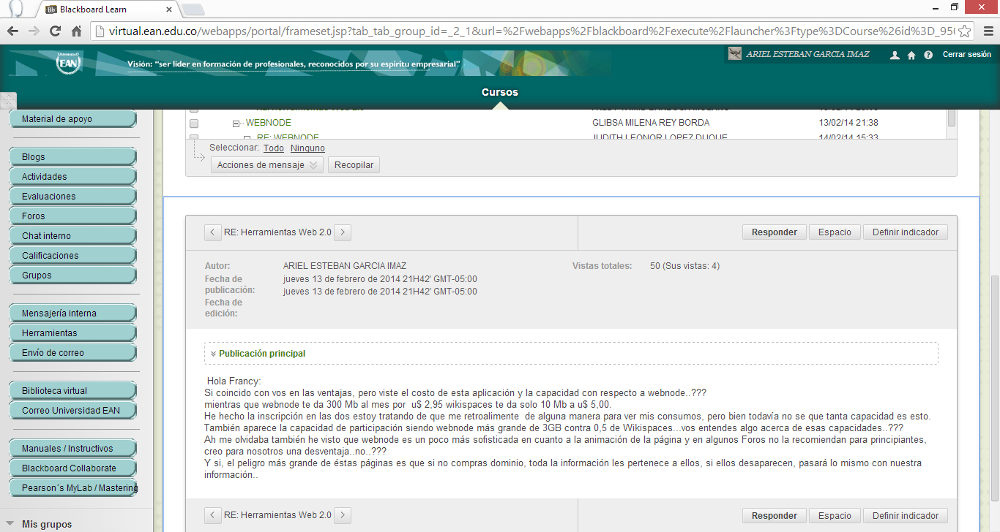 Blackboard Learn
virtual.ean.edu.co/webapps/portal/frameset.jsp?tab_tab_group_id=_2_1&url=%2Fwebapps%2Fblackboard%2Fexecute%2Flauncher%3Ftype%3DCourse%26id%3D_950
UNIVERSIDAD
EAN
Visión: "ser lider en formación de profesionales, reconocidos por su espiritu empresarial"
ARIEL ESTEBAN GARCIA IMAZ
Cerrar sesión
Cursos
Material de apoyo
Blogs
Actividades
Evaluaciones
Foros
Chat interno
Calificaciones
Grupos
Mensajería interna
Herramientas
Envío de correo
Biblioteca virtual
Correo Universidad EAN
Manuales / Instructivos
Blackboard Collaborate
Pearson´s MyLab / Mastering
Mis grupos
WEBNODE GLIBSA MILENA REY BORDA 13/02/14 21:38
RE: WEBNODE JUDITH LEONOR LOPEZ DUQUE 14/02/14 15:33
Seleccionar: Todo Ninguno
Acciones de mensaje Recopilar
RE: Herramientas Web 2.0 Responder Espacio Definir indicador
Autor: ARIEL ESTEBAN GARCIA IMAZ Vistas totales: 50 (Sus vistas: 4)
Fecha de jueves 13 de febrero de 2014 21H42' GMT-05:00
publicación: jueves 13 de febrero de 2014 21H42' GMT-05:00
Fecha de
edición:
Publicación principal
Hola Francy:
Si coincido con vos en las ventajas, pero viste el costo de esta aplicación y la capacidad con respecto a webnode..???
mientras que webnode te da 300 Mb al mes por u$ 2,95 wikispaces te da solo 10 Mb a u$ 5,00.
He hecho la inscripción en las dos estoy tratando de que me retroalimente de alguna manera para ver mis consumos, pero bien todavía no se que tanta capacidad es esto.
También aparece la capacidad de participación siendo webnode más grande de 3GB contra 0,5 de Wikispaces...vos entendes algo acerca de esas capacidades..???
Ah me olvidaba también he visto que webnode es un poco más sofisticada en cuanto a la animación de la página y en algunos Foros no la recomiendan para principiantes,
creo para nosotros una desventaja..no..???
Y si, el peligro más grande de éstas páginas es que si no compras dominio, toda la información les pertenece a ellos, si ellos desaparecen, pasará lo mismo con nuestra
información..
RE: Herramientas Web 2.0 Responder Espacio Definir indicador